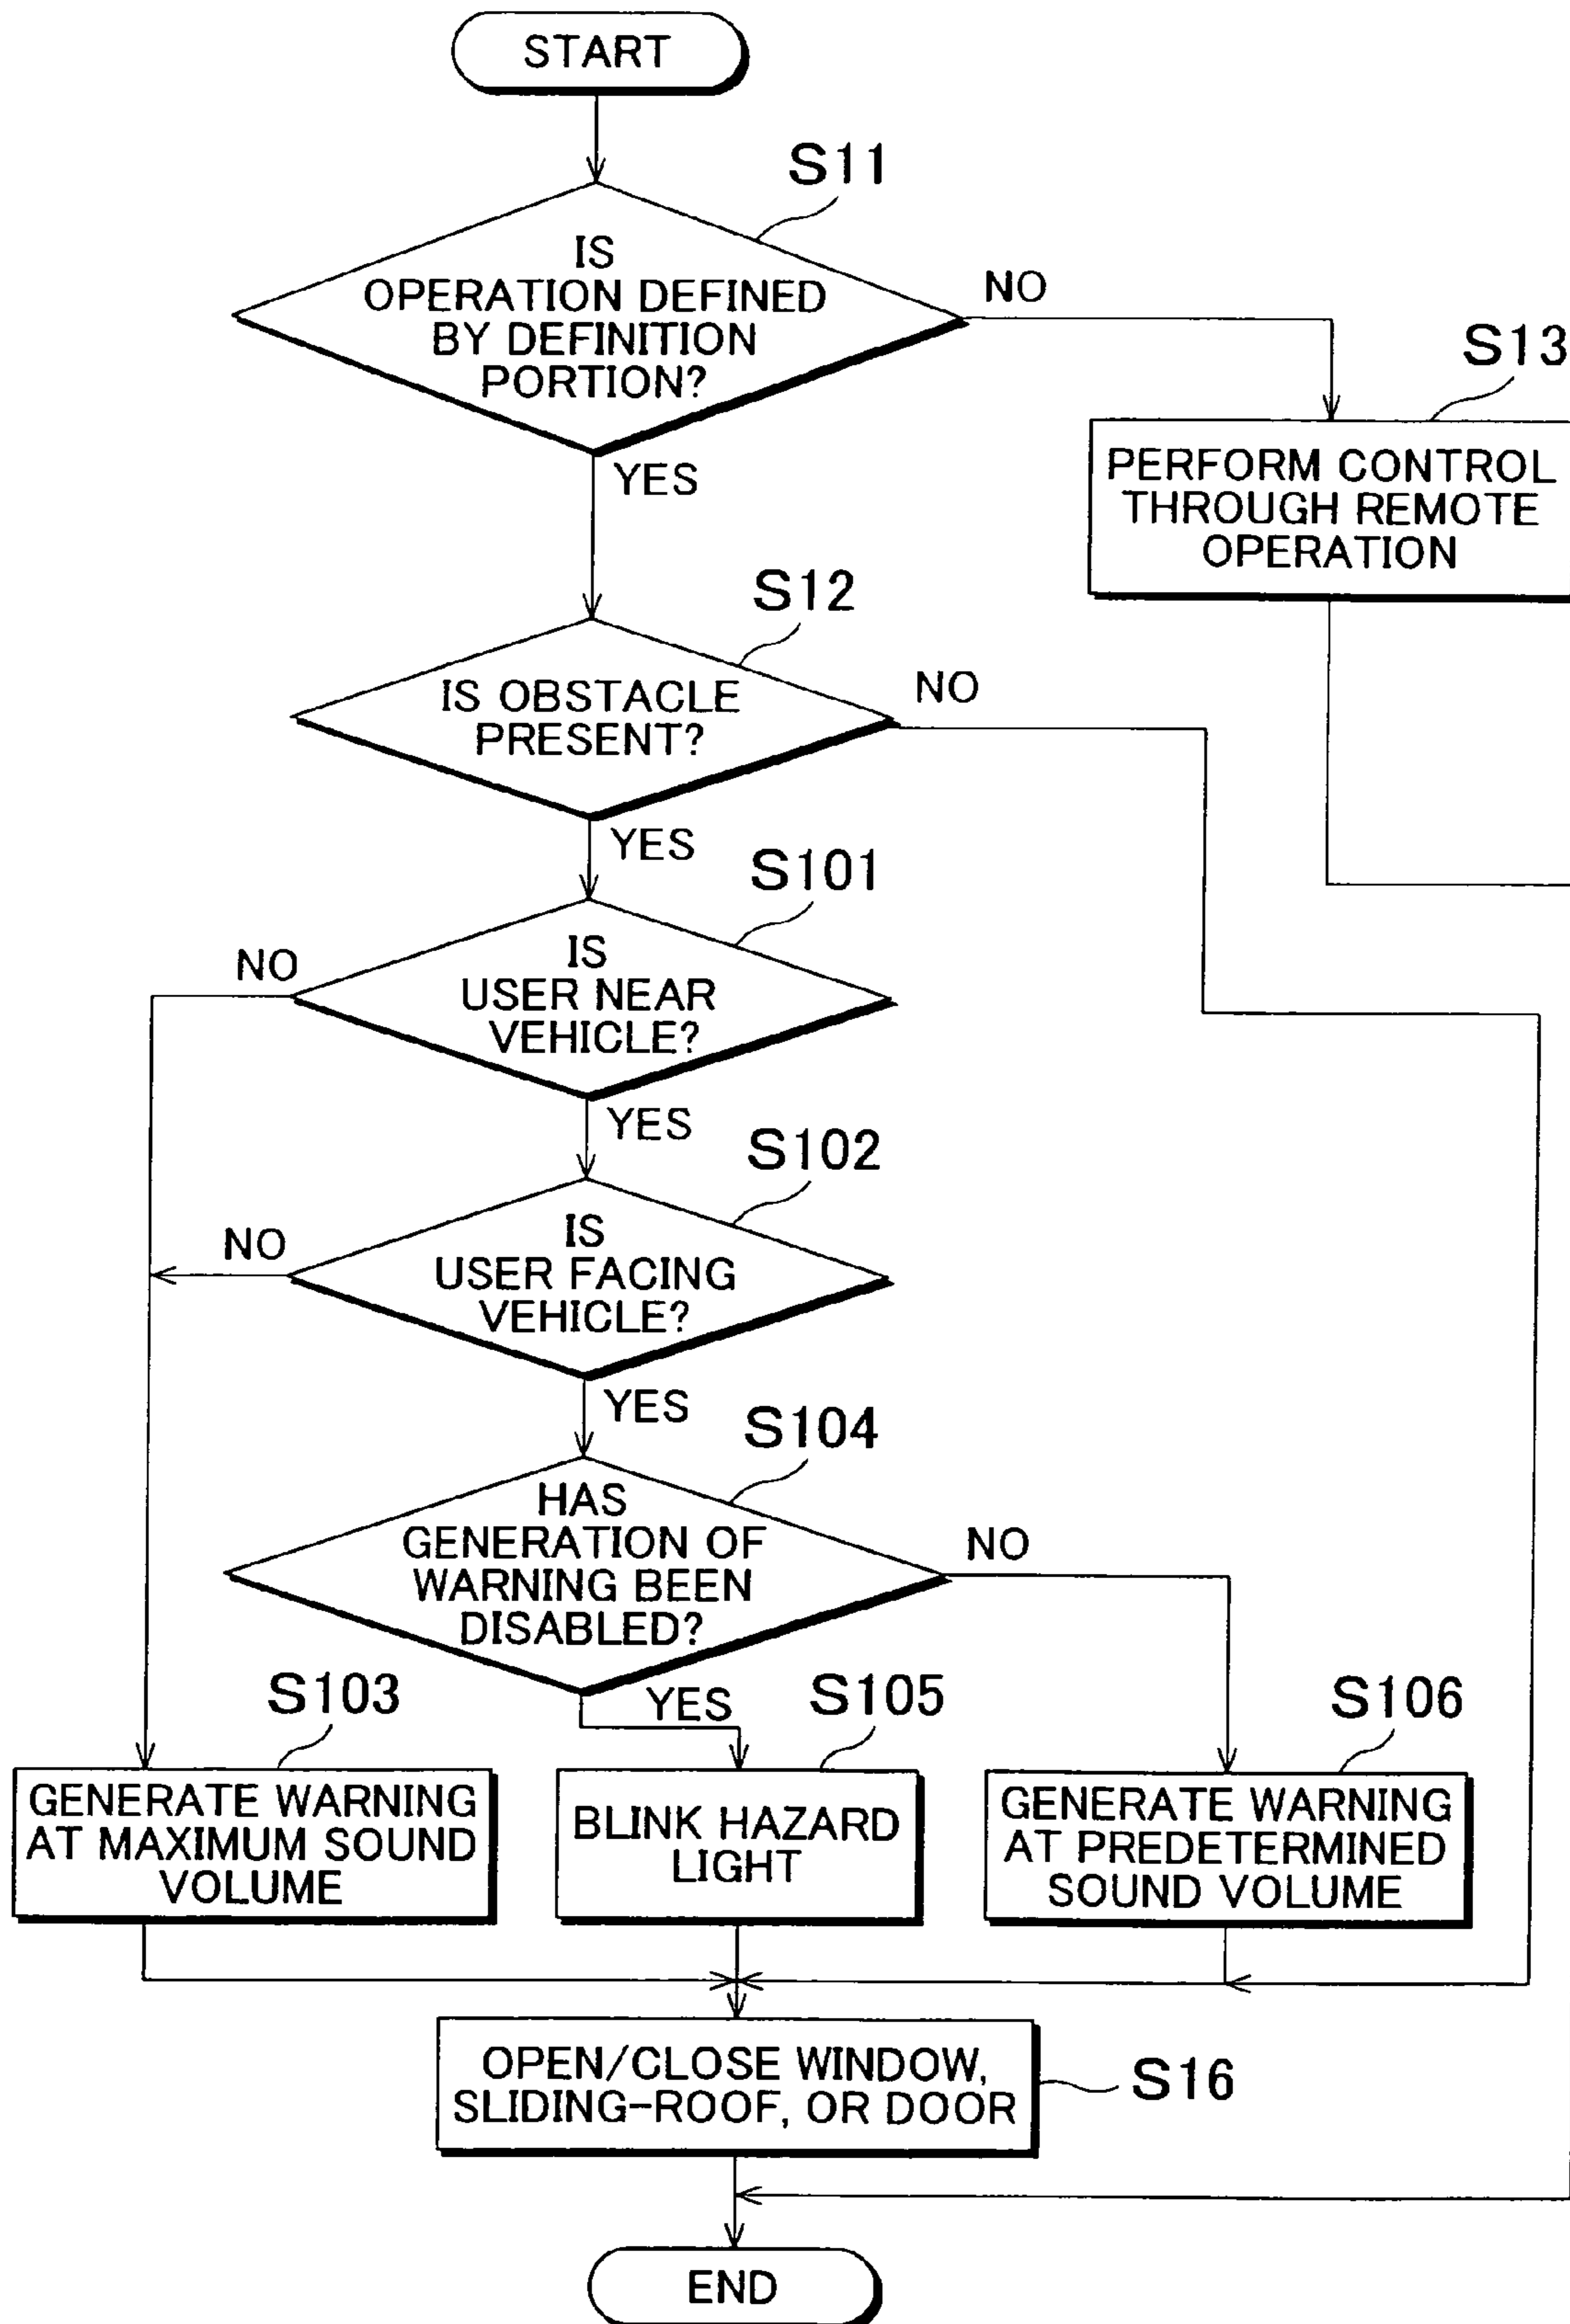 START
S11
IS
OPERATION DEFINED
BY DEFINITION
PORTION?
NO
YES
S13
PERFORM CONTROL
THROUGH REMOTE
OPERATION
S12
IS OBSTACLE
PRESENT?
NO
YES
S101
IS
USER NEAR
VEHICLE?
NO
YES
S102
IS
USER FACING
VEHICLE?
NO
YES
S104
HAS
GENERATION OF
WARNING BEEN
DISABLED?
NO
YES
S103
GENERATE WARNING
AT MAXIMUM SOUND
VOLUME
S105
BLINK HAZARD
LIGHT
S106
GENERATE WARNING
AT PREDETERMINED
SOUND VOLUME
OPEN/CLOSE WINDOW,
SLIDING-ROOF, OR DOOR
S16
END